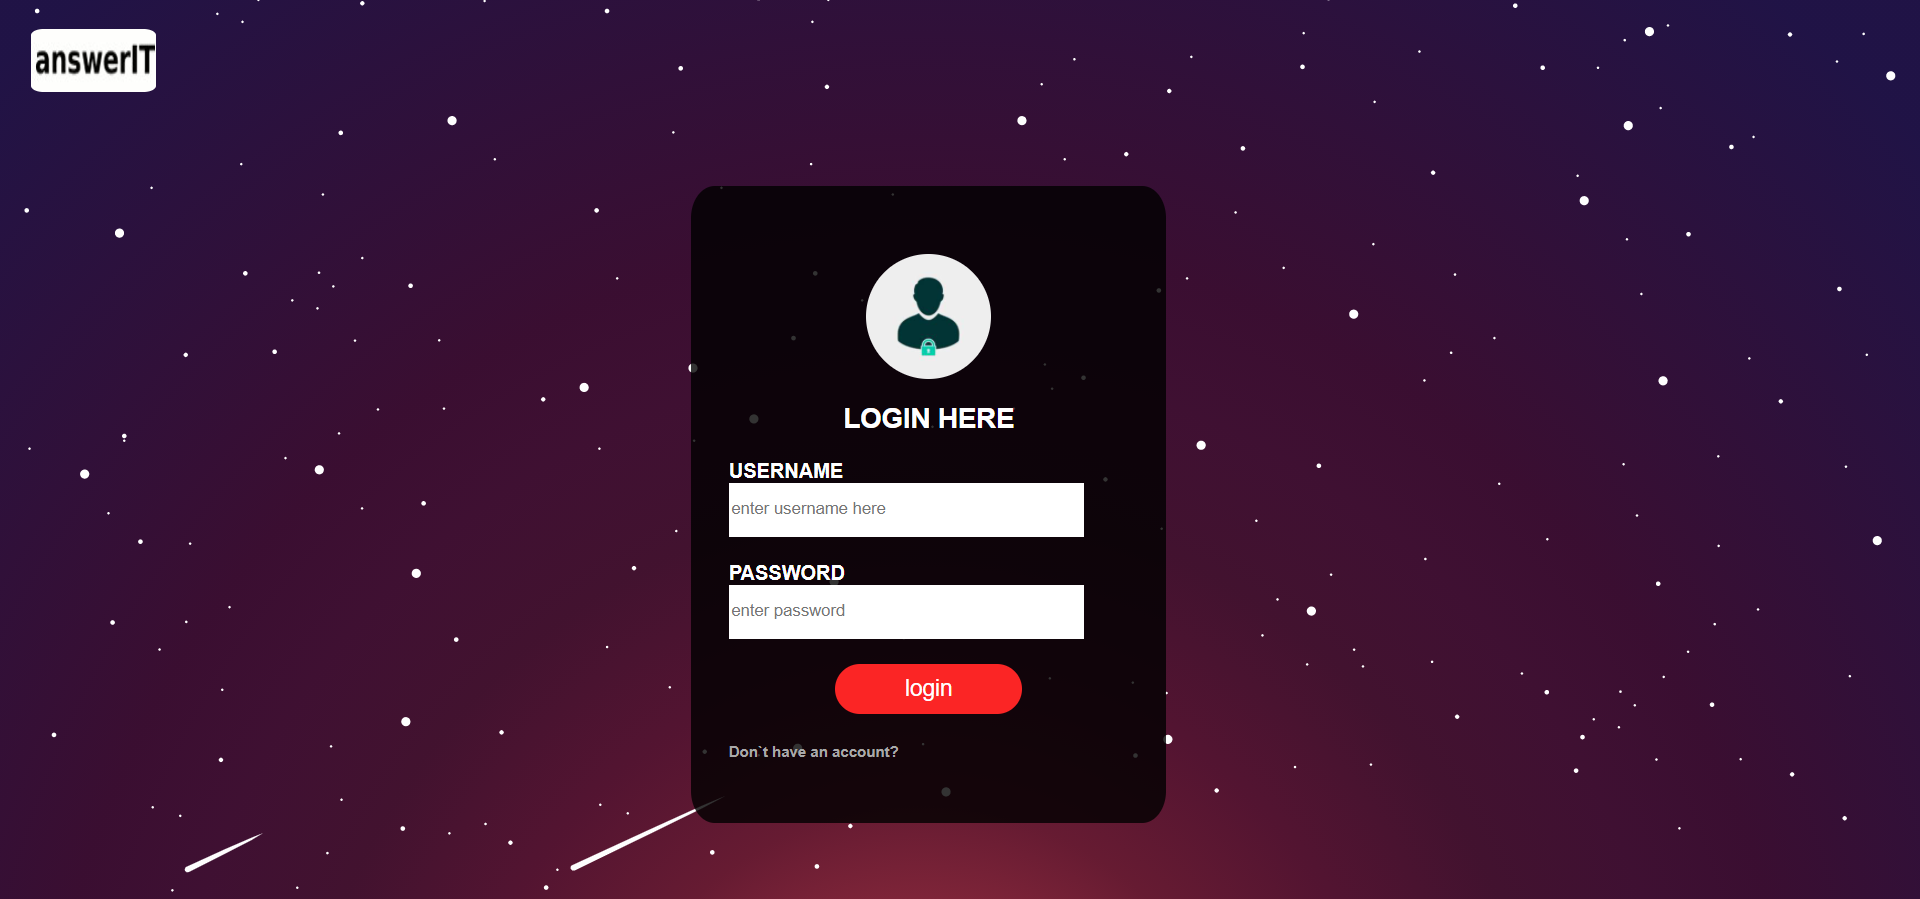 answerIT
LOGIN HERE
USERNAME
enter username here
PASSWORD
enter password
login
Don`t have an account?